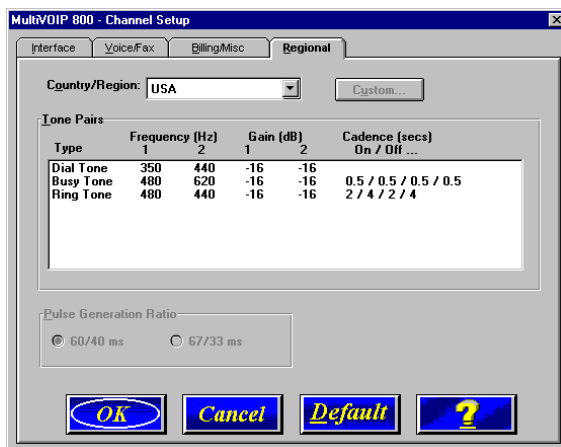 MultiVOIP 800 - Channel Setup
Interface Voice/Fax Billing/Misc Regional
Country/Region: USA Custom...
Tone Pairs
Frequency (Hz) Gain (dB) Cadence (secs)
Type 1 2 1 2 On / Off ...
Dial Tone 350 440 -16 -16
Busy Tone 480 620 -16 -16 0.5 / 0.5 / 0.5 / 0.5
Ring Tone 480 440 -16 -16 2 / 4 / 2 / 4
Pulse Generation Ratio
60/40 ms 67/33 ms
OK Cancel Default ?